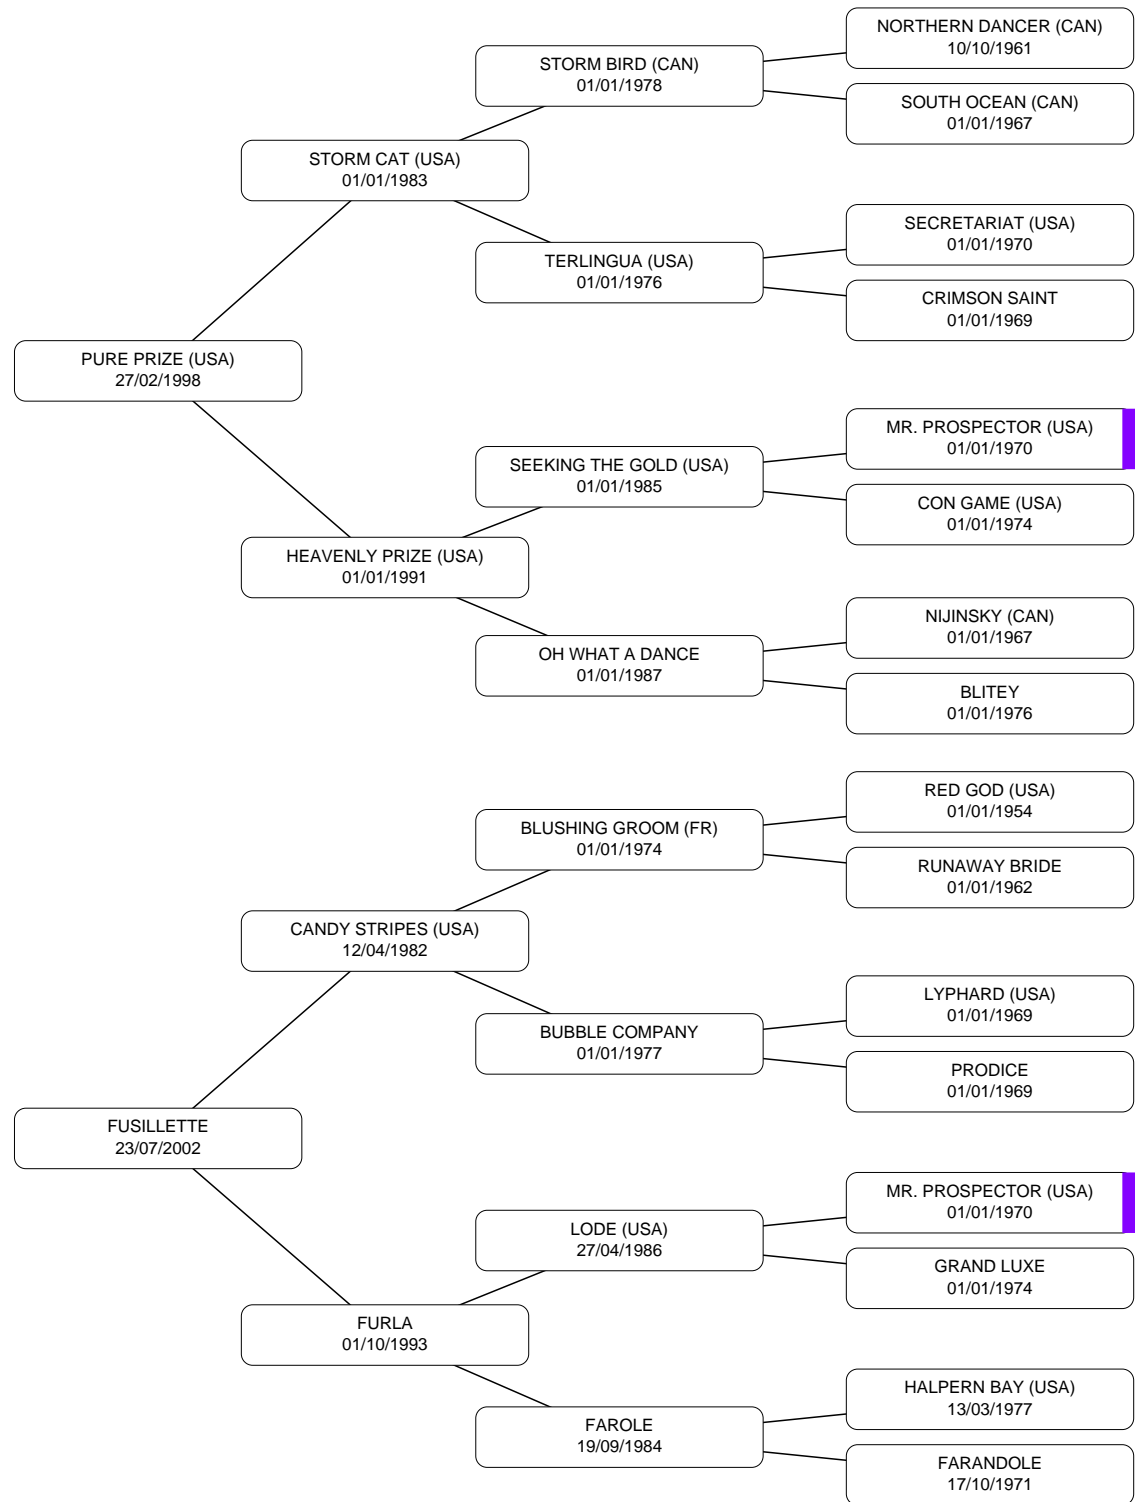 NORTHERN DANCER (CAN)
10/10/1961
STORM BIRD (CAN)
01/01/1978
SOUTH OCEAN (CAN)
01/01/1967
STORM CAT (USA)
01/01/1983
SECRETARIAT (USA)
01/01/1970
TERLINGUA (USA)
01/01/1976
CRIMSON SAINT
01/01/1969
PURE PRIZE (USA)
27/02/1998
MR. PROSPECTOR (USA)
01/01/1970
SEEKING THE GOLD (USA)
01/01/1985
CON GAME (USA)
01/01/1974
HEAVENLY PRIZE (USA)
01/01/1991
NIJINSKY (CAN)
01/01/1967
OH WHAT A DANCE
01/01/1987
BLITEY
01/01/1976
RED GOD (USA)
01/01/1954
BLUSHING GROOM (FR)
01/01/1974
RUNAWAY BRIDE
01/01/1962
CANDY STRIPES (USA)
12/04/1982
LYPHARD (USA)
01/01/1969
BUBBLE COMPANY
01/01/1977
PRODICE
01/01/1969
FUSILLETTE
23/07/2002
MR. PROSPECTOR (USA)
01/01/1970
LODE (USA)
27/04/1986
GRAND LUXE
01/01/1974
FURLA
01/10/1993
HALPERN BAY (USA)
13/03/1977
FAROLE
19/09/1984
FARANDOLE
17/10/1971